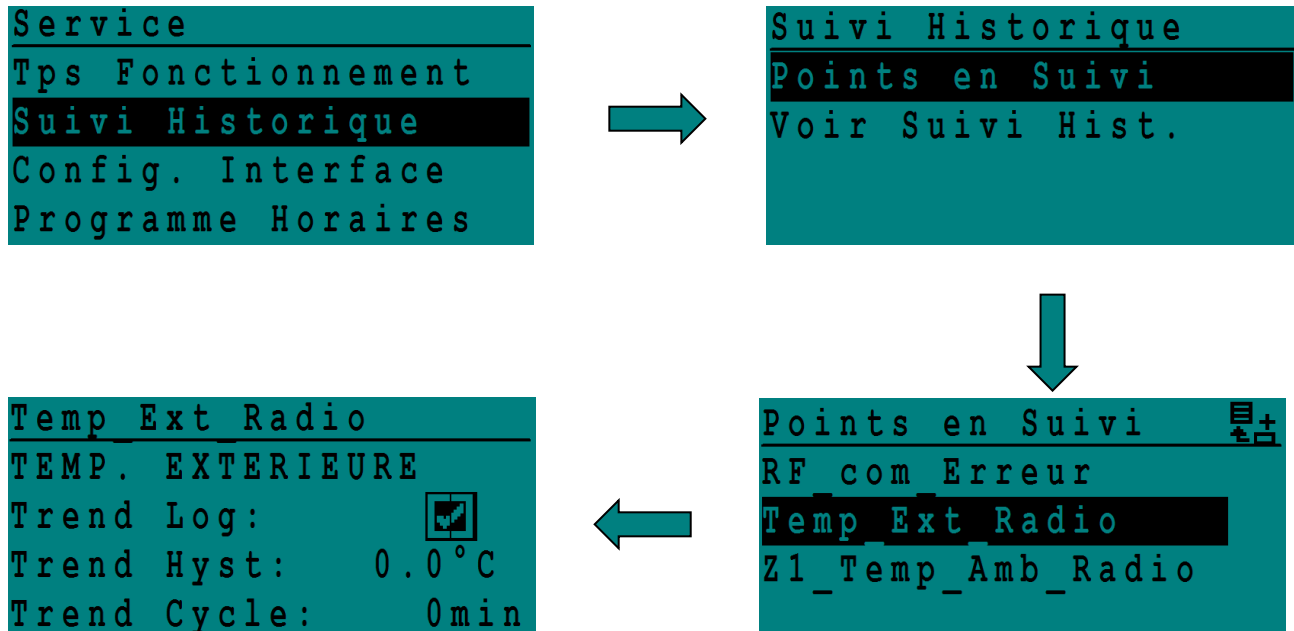 Service
Tps Fonctionnement
Suivi Historique
Config. Interface
Programme Horaires
Suivi Historique
Points en Suivi
Voir Suivi Hist.
Points en Suivi
RF_com_Erreur
Temp_Ext_Radio
Z1_Temp_Amb_Radio
Temp_Ext_Radio
TEMP. EXTERIEURE
Trend Log:
Trend Hyst: 0.0°C
Trend Cycle: 0min